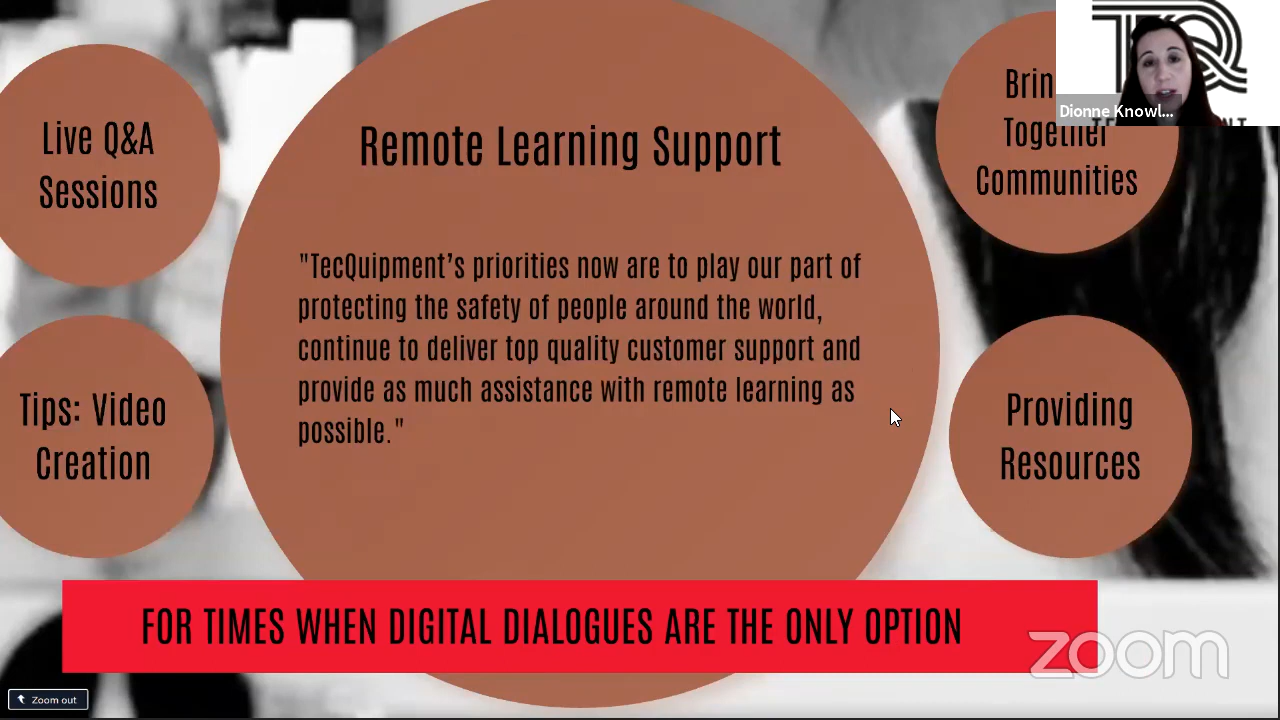 Live Q&A
Sessions
Tips: Video
Creation
Remote Learning Support
"TecQuipment’s priorities now are to play our part of
protecting the safety of people around the world,
continue to deliver top quality customer support and
provide as much assistance with remote learning as
possible."
TQ
Dionne Knowl...
Together
Communities
Providing
Resources
FOR TIMES WHEN DIGITAL DIALOGUES ARE THE ONLY OPTION
zoom
Zoom out